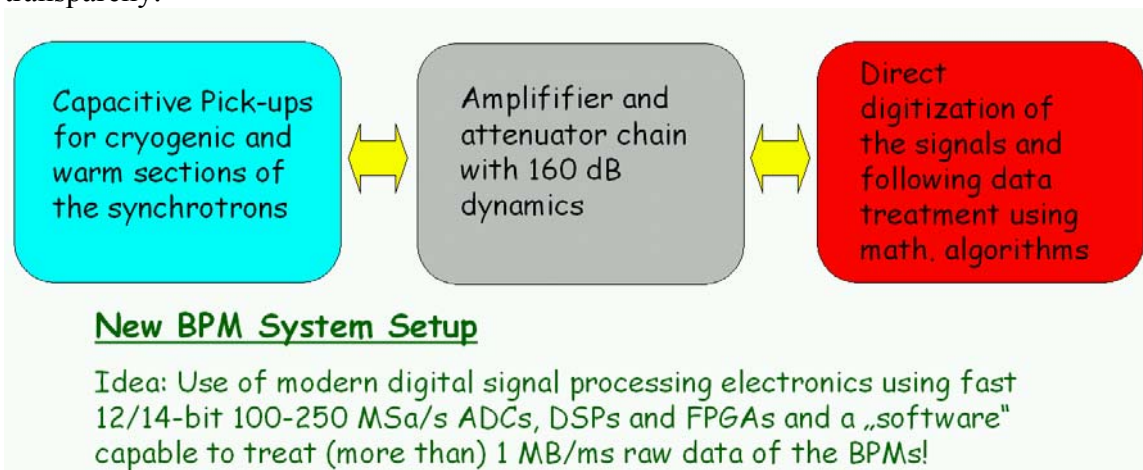 transparently.
Capacitive Pick-ups
for cryogenic and
warm sections of
the synchrotrons
Amplififier and
attenuator chain
with 160 dB
dynamics
Direct
digitization of
the signals and
following data
treatment using
math. algorithms
New BPM System Setup
Idea: Use of modern digital signal processing electronics using fast
12/14-bit 100-250 MSa/s ADCs, DSPs and FPGAs and a „software“
capable to treat (more than) 1 MB/ms raw data of the BPMs!